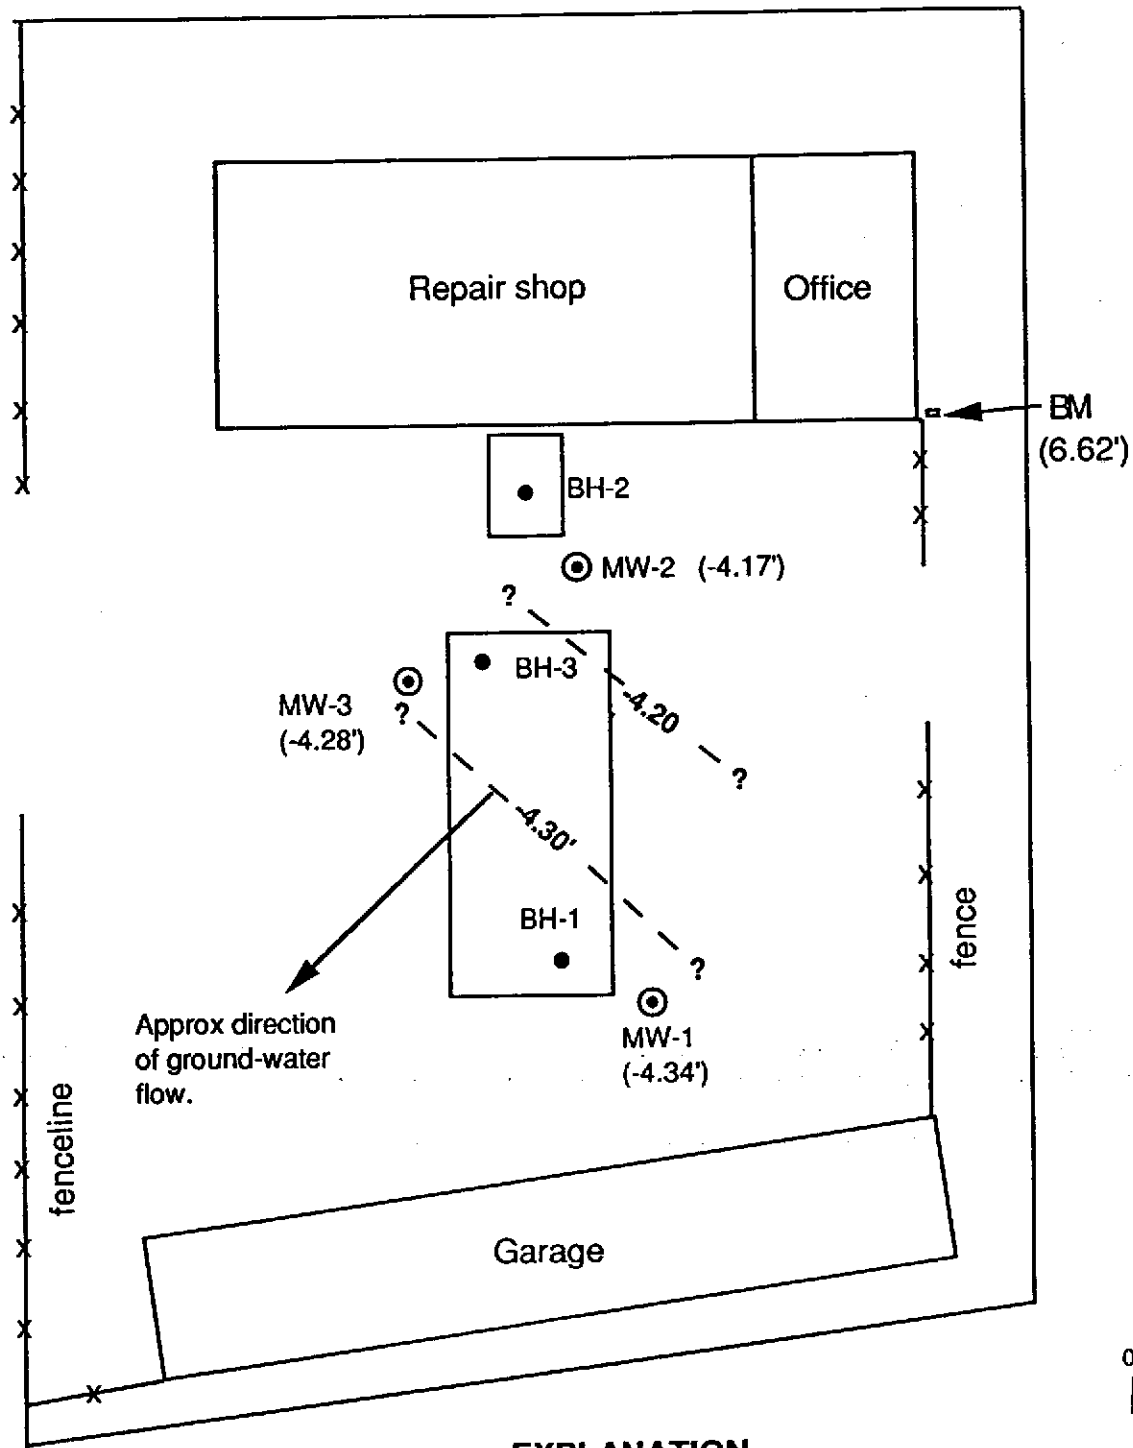 Repair shop
Office
BM
(6.62')
BH-2
MW-2 (-4.17')
?
BH-3
MW-3
(-4.28')
?
-4.20
?
-4.30'
BH-1
?
MW-1
(-4.34')
Approx direction
of ground-water
flow.
fence
fenceline
Garage
0
EXPLANATION